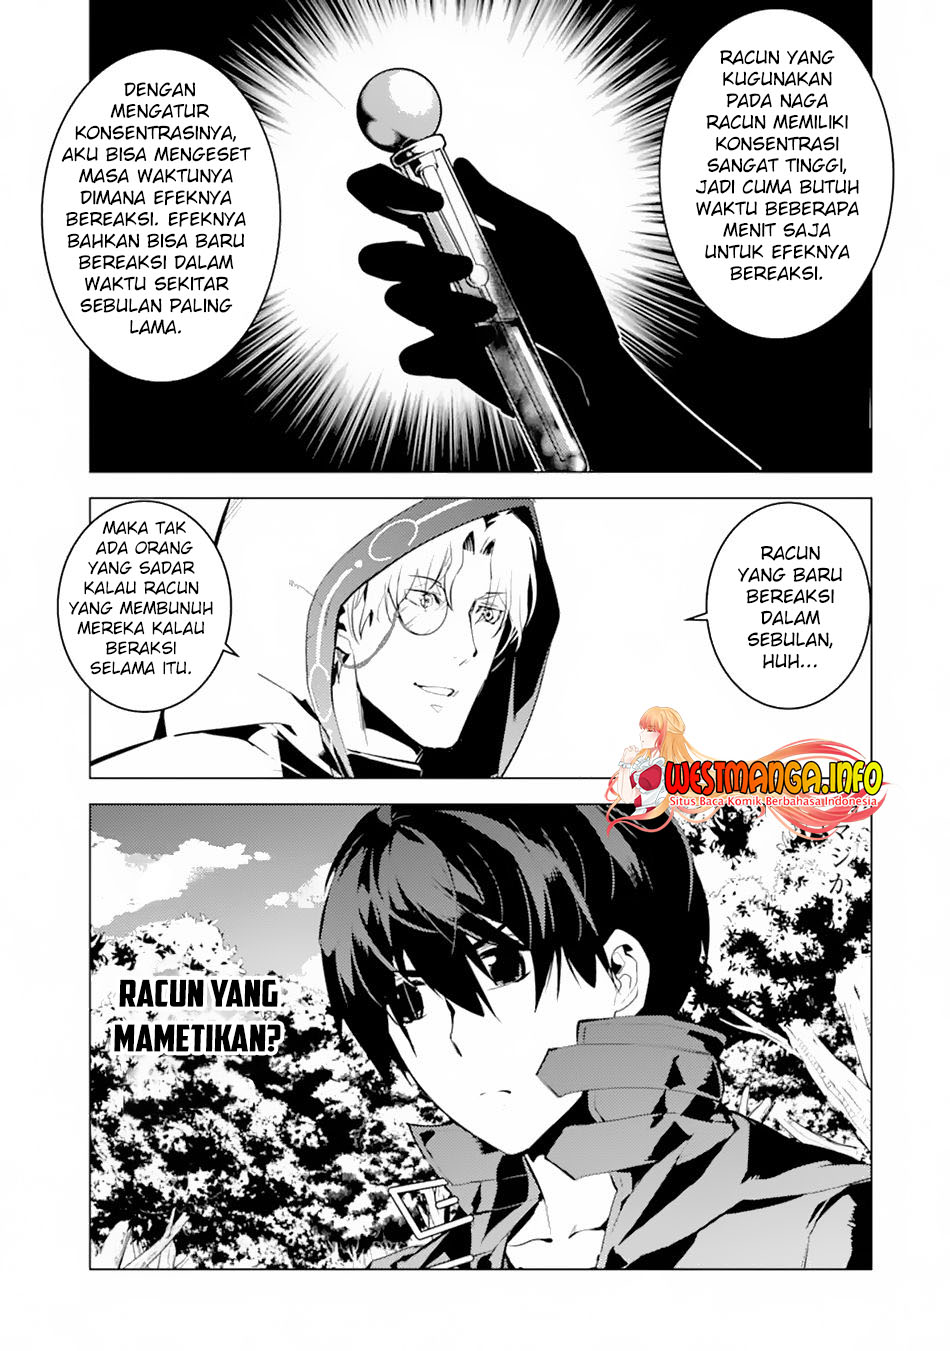 RACUN YANG
KUGUNAKAN
PADA NAGA
RACUN MEMILIKI
KONSENTRASI
SANGAT TINGGI,
JADI CUMA BUTUH
WAKTU BEBERAPA
MENIT SAJA
UNTUK EFEKNYA
BEREAKSI.
DENGAN
MENGATUR
KONSENTRASINYA,
AKU BISA MENGESET
MASA WAKTUNYA
DIMANA EFEKNYA
BEREAKSI. EFEKNYA
BAHKAN BISA BARU
BEREAKSI DALAM
WAKTU SEKITAR
SEBULAN PALING
LAMA.
RACUN
YANG BARU
BEREAKSI
DALAM
SEBULAN,
HUH...
MAKA TAK
ADA ORANG
YANG SADAR
KALAU RACUN
YANG MEMBUNUH
MEREKA KALAU
BERAKSI
SELAMA ITU.
WESTMANGA.INFO
Situs Baca Komik Berbahasa Indonesia
マジか…
RACUN YANG
MAMETIKAN?